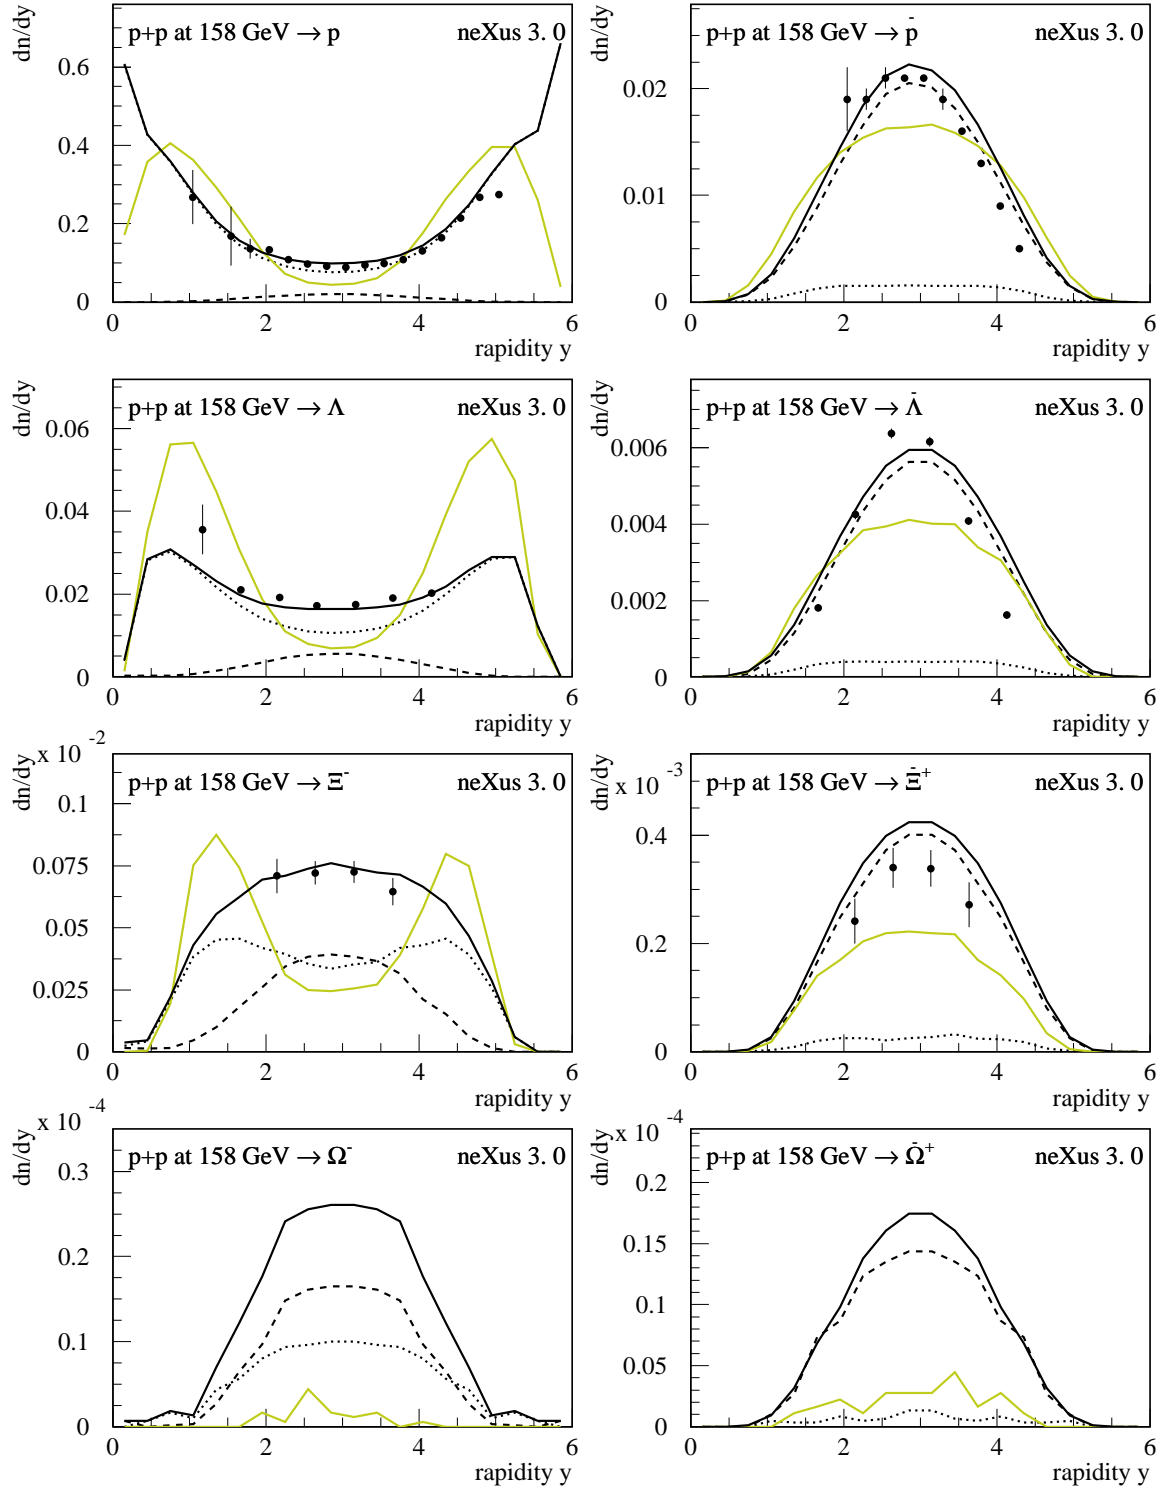 dn/dy
p+p at 158 GeV → p
neXus 3. 0
0.6
0.4
0.2
0
0
2
4
6
rapidity y
dn/dy
p+p at 158 GeV → p̄
neXus 3. 0
0.02
0.01
0
0
2
4
6
rapidity y
dn/dy
p+p at 158 GeV → Λ
neXus 3. 0
0.06
0.04
0.02
0
0
2
4
6
rapidity y
dn/dy
p+p at 158 GeV → Λ̄
neXus 3. 0
0.006
0.004
0.002
0
0
2
4
6
rapidity y
dn/dy
x 10⁻²
p+p at 158 GeV → Ξ⁻
neXus 3. 0
0.1
0.075
0.05
0.025
0
0
2
4
6
rapidity y
dn/dy
x 10⁻³
p+p at 158 GeV → Ξ̄⁺
neXus 3. 0
0.4
0.2
0
0
2
4
6
rapidity y
dn/dy
x 10⁻⁴
p+p at 158 GeV → Ω⁻
neXus 3. 0
0.3
0.2
0.1
0
0
2
4
6
rapidity y
dn/dy
x 10⁻⁴
p+p at 158 GeV → Ω̄⁺
neXus 3. 0
0.2
0.15
0.1
0.05
0
0
2
4
6
rapidity y